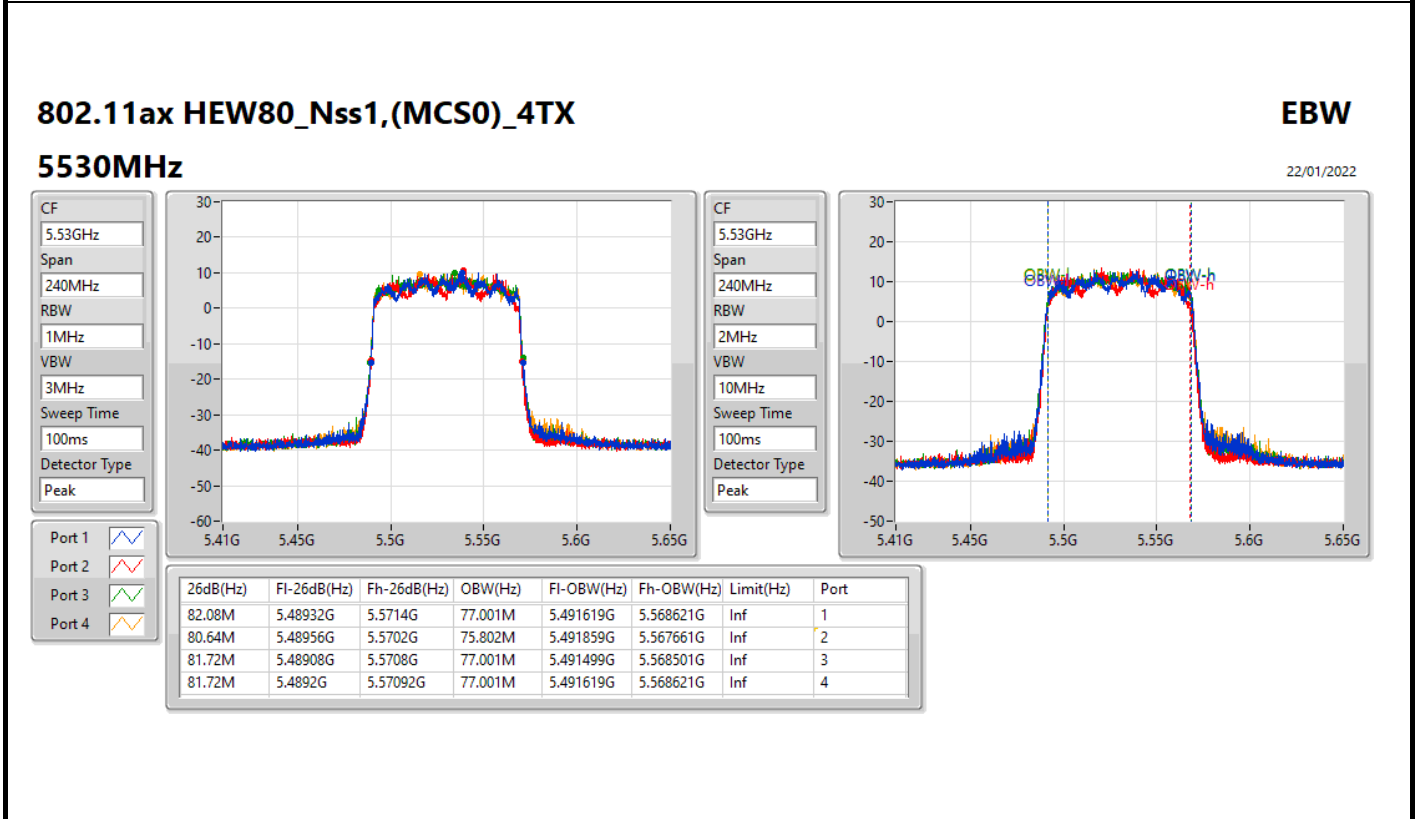 802.11ax HEW80_Nss1,(MCS0)_4TX
EBW
5530MHz
22/01/2022
CF
5.53GHz
Span
240MHz
RBW
1MHz
VBW
3MHz
Sweep Time
100ms
Detector Type
Peak
30
20
10
0
-10
-20
-30
-40
-50
-60
5.41G 5.45G 5.5G 5.55G 5.6G 5.65G
CF
5.53GHz
Span
240MHz
RBW
2MHz
VBW
10MHz
Sweep Time
100ms
Detector Type
Peak
30
20
10
0
-10
-20
-30
-40
-50
OBW-h
5.41G 5.45G 5.5G 5.55G 5.6G 5.65G
Port 1
Port 2
Port 3
Port 4
26dB(Hz) Fl-26dB(Hz) Fh-26dB(Hz) OBW(Hz) Fl-OBW(Hz) Fh-OBW(Hz) Limit(Hz) Port
82.08M 5.48932G 5.5714G 77.001M 5.491619G 5.568621G Inf 1
80.64M 5.48956G 5.5702G 75.802M 5.491859G 5.567661G Inf 2
81.72M 5.48908G 5.5708G 77.001M 5.491499G 5.568501G Inf 3
81.72M 5.4892G 5.57092G 77.001M 5.491619G 5.568621G Inf 4